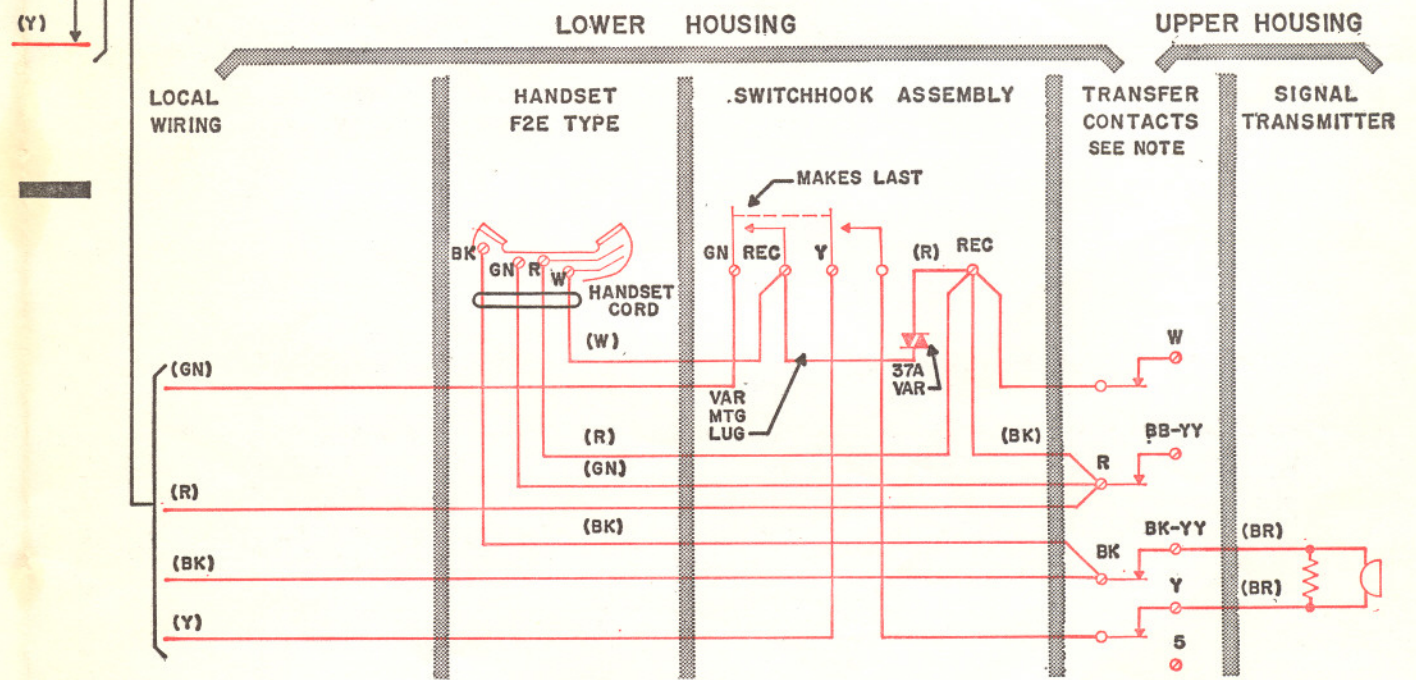 (Y)
LOWER HOUSING
UPPER HOUSING
LOCAL
WIRING
HANDSET
F2E TYPE
.SWITCHHOOK ASSEMBLY
TRANSFER
CONTACTS
SEE NOTE
SIGNAL
TRANSMITTER
MAKES LAST
BK
GN
R
W
HANDSET
CORD
GN
REC
Y
(R)
REC
(W)
37A
VAR
VAR
MTG
LUG
W
(GN)
(R)
(GN)
(BK)
R
BB-YY
(R)
(BK)
BK
BK-YY
(BR)
(BK)
Y
(BR)
(Y)
5